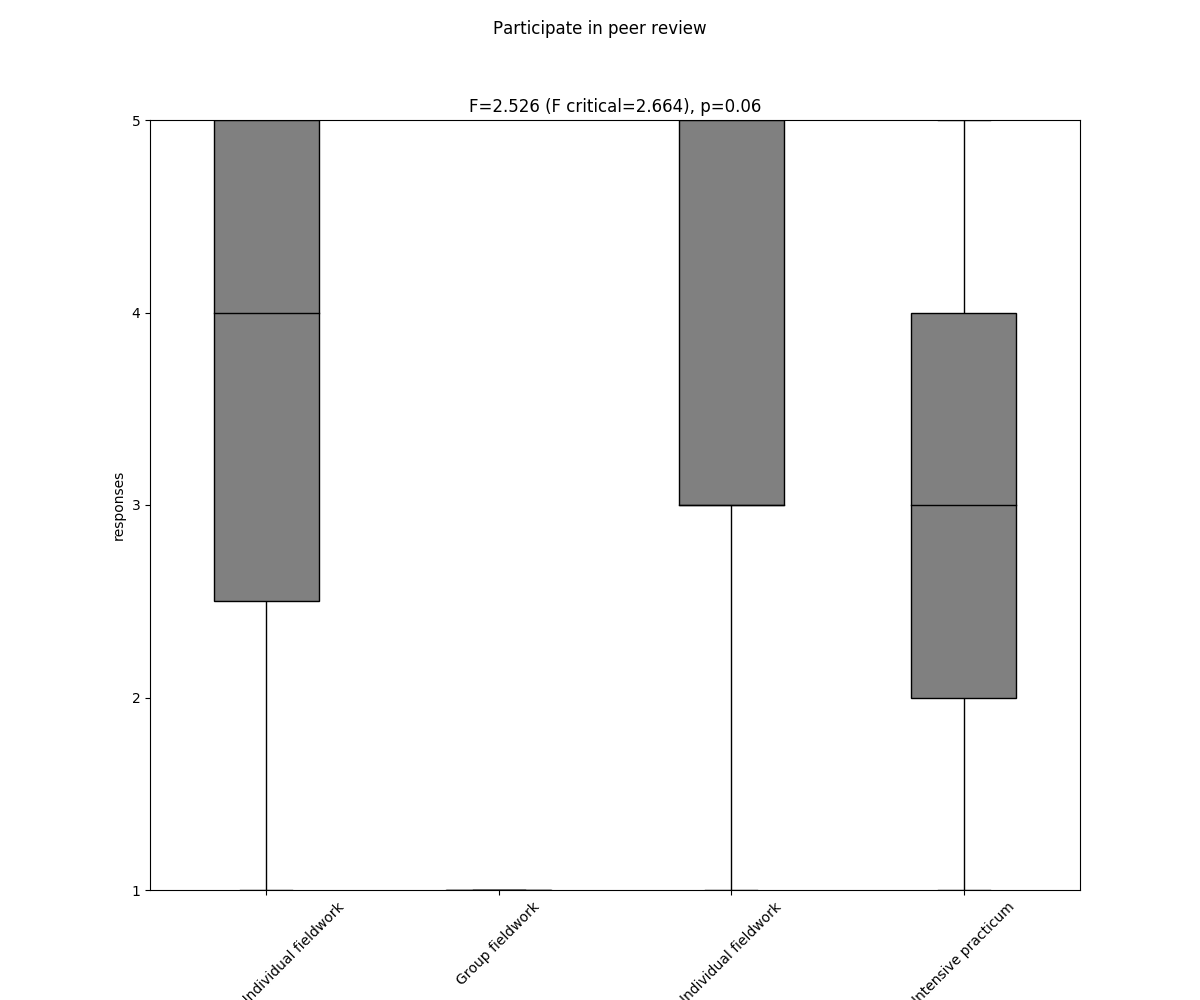 Participate in peer review
F=2.526 (F critical=2.664), p=0.06
5
4
3
2
1
responses
Individual fieldwork
Group fieldwork
Individual fieldwork
Intensive practicum